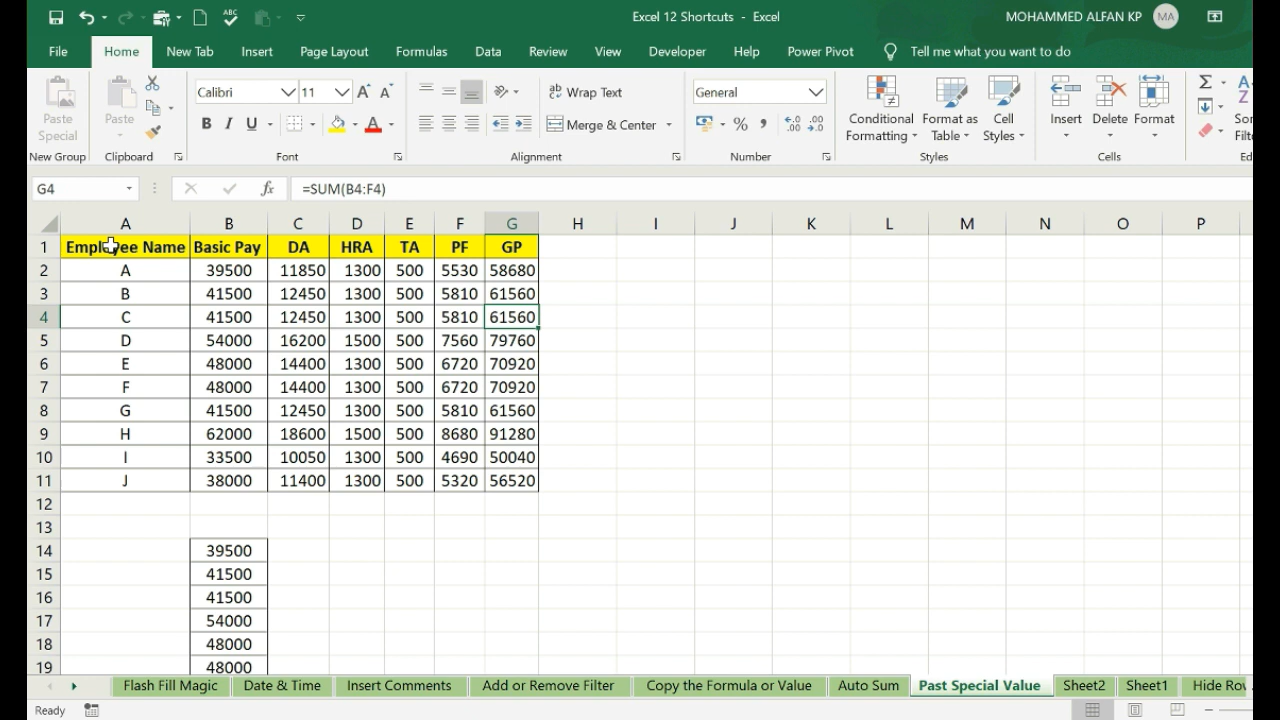 ABC
Excel 12 Shortcuts - Excel
MOHAMMED ALFAN KP
MA
File Home New Tab Insert Page Layout Formulas Data Review View Developer Help Power Pivot Tell me what you want to do
Paste Special
Paste
Calibri 11
B I U
Wrap Text
Merge & Center
General
Conditional Formatting
Format as Table
Cell Styles
Insert Delete Format
New Group Clipboard Font Alignment Number Styles Cells
G4 fx =SUM(B4:F4)
A B C D E F G H I J K L M N O P
1 Employee Name Basic Pay DA HRA TA PF GP
2 A 39500 11850 1300 500 5530 58680
3 B 41500 12450 1300 500 5810 61560
4 C 41500 12450 1300 500 5810 61560
5 D 54000 16200 1500 500 7560 79760
6 E 48000 14400 1300 500 6720 70920
7 F 48000 14400 1300 500 6720 70920
8 G 41500 12450 1300 500 5810 61560
9 H 62000 18600 1500 500 8680 91280
10 I 33500 10050 1300 500 4690 50040
11 J 38000 11400 1300 500 5320 56520
12
13
14 39500
15 41500
16 41500
17 54000
18 48000
19 48000
Flash Fill Magic Date & Time Insert Comments Add or Remove Filter Copy the Formula or Value Auto Sum Past Special Value Sheet2 Sheet1 Hide
Ready